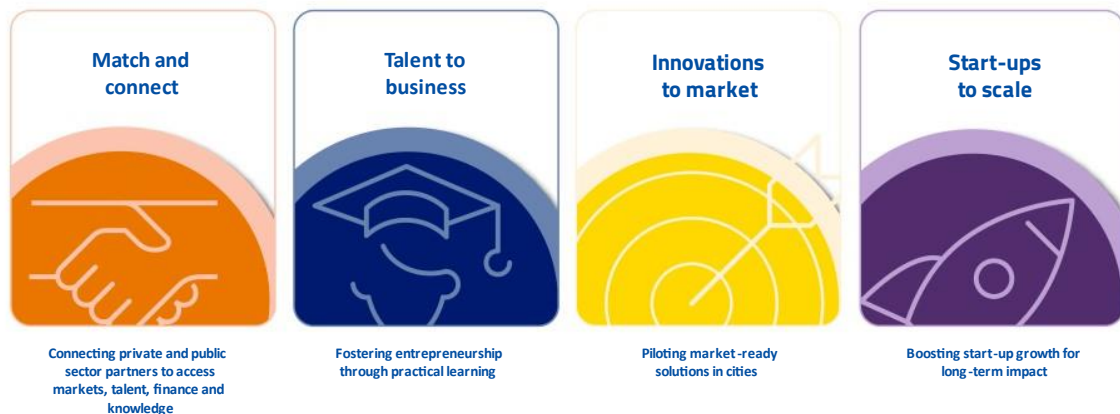 Match and
connect
Talent to
business
Innovations
to market
Start-ups
to scale
Connecting private and public
sector partners to access
markets, talent, finance and
knowledge
Fostering entrepreneurship
through practical learning
Piloting market-ready
solutions in cities
Boosting start-up growth for
long-term impact